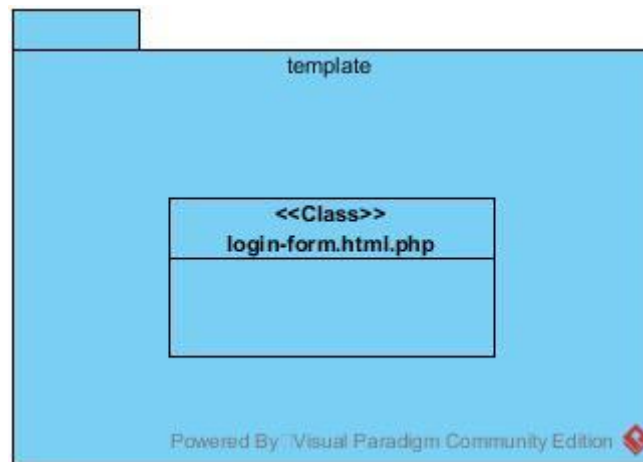 template
<<Class>>
login-form.html.php
Powered By Visual Paradigm Community Edition